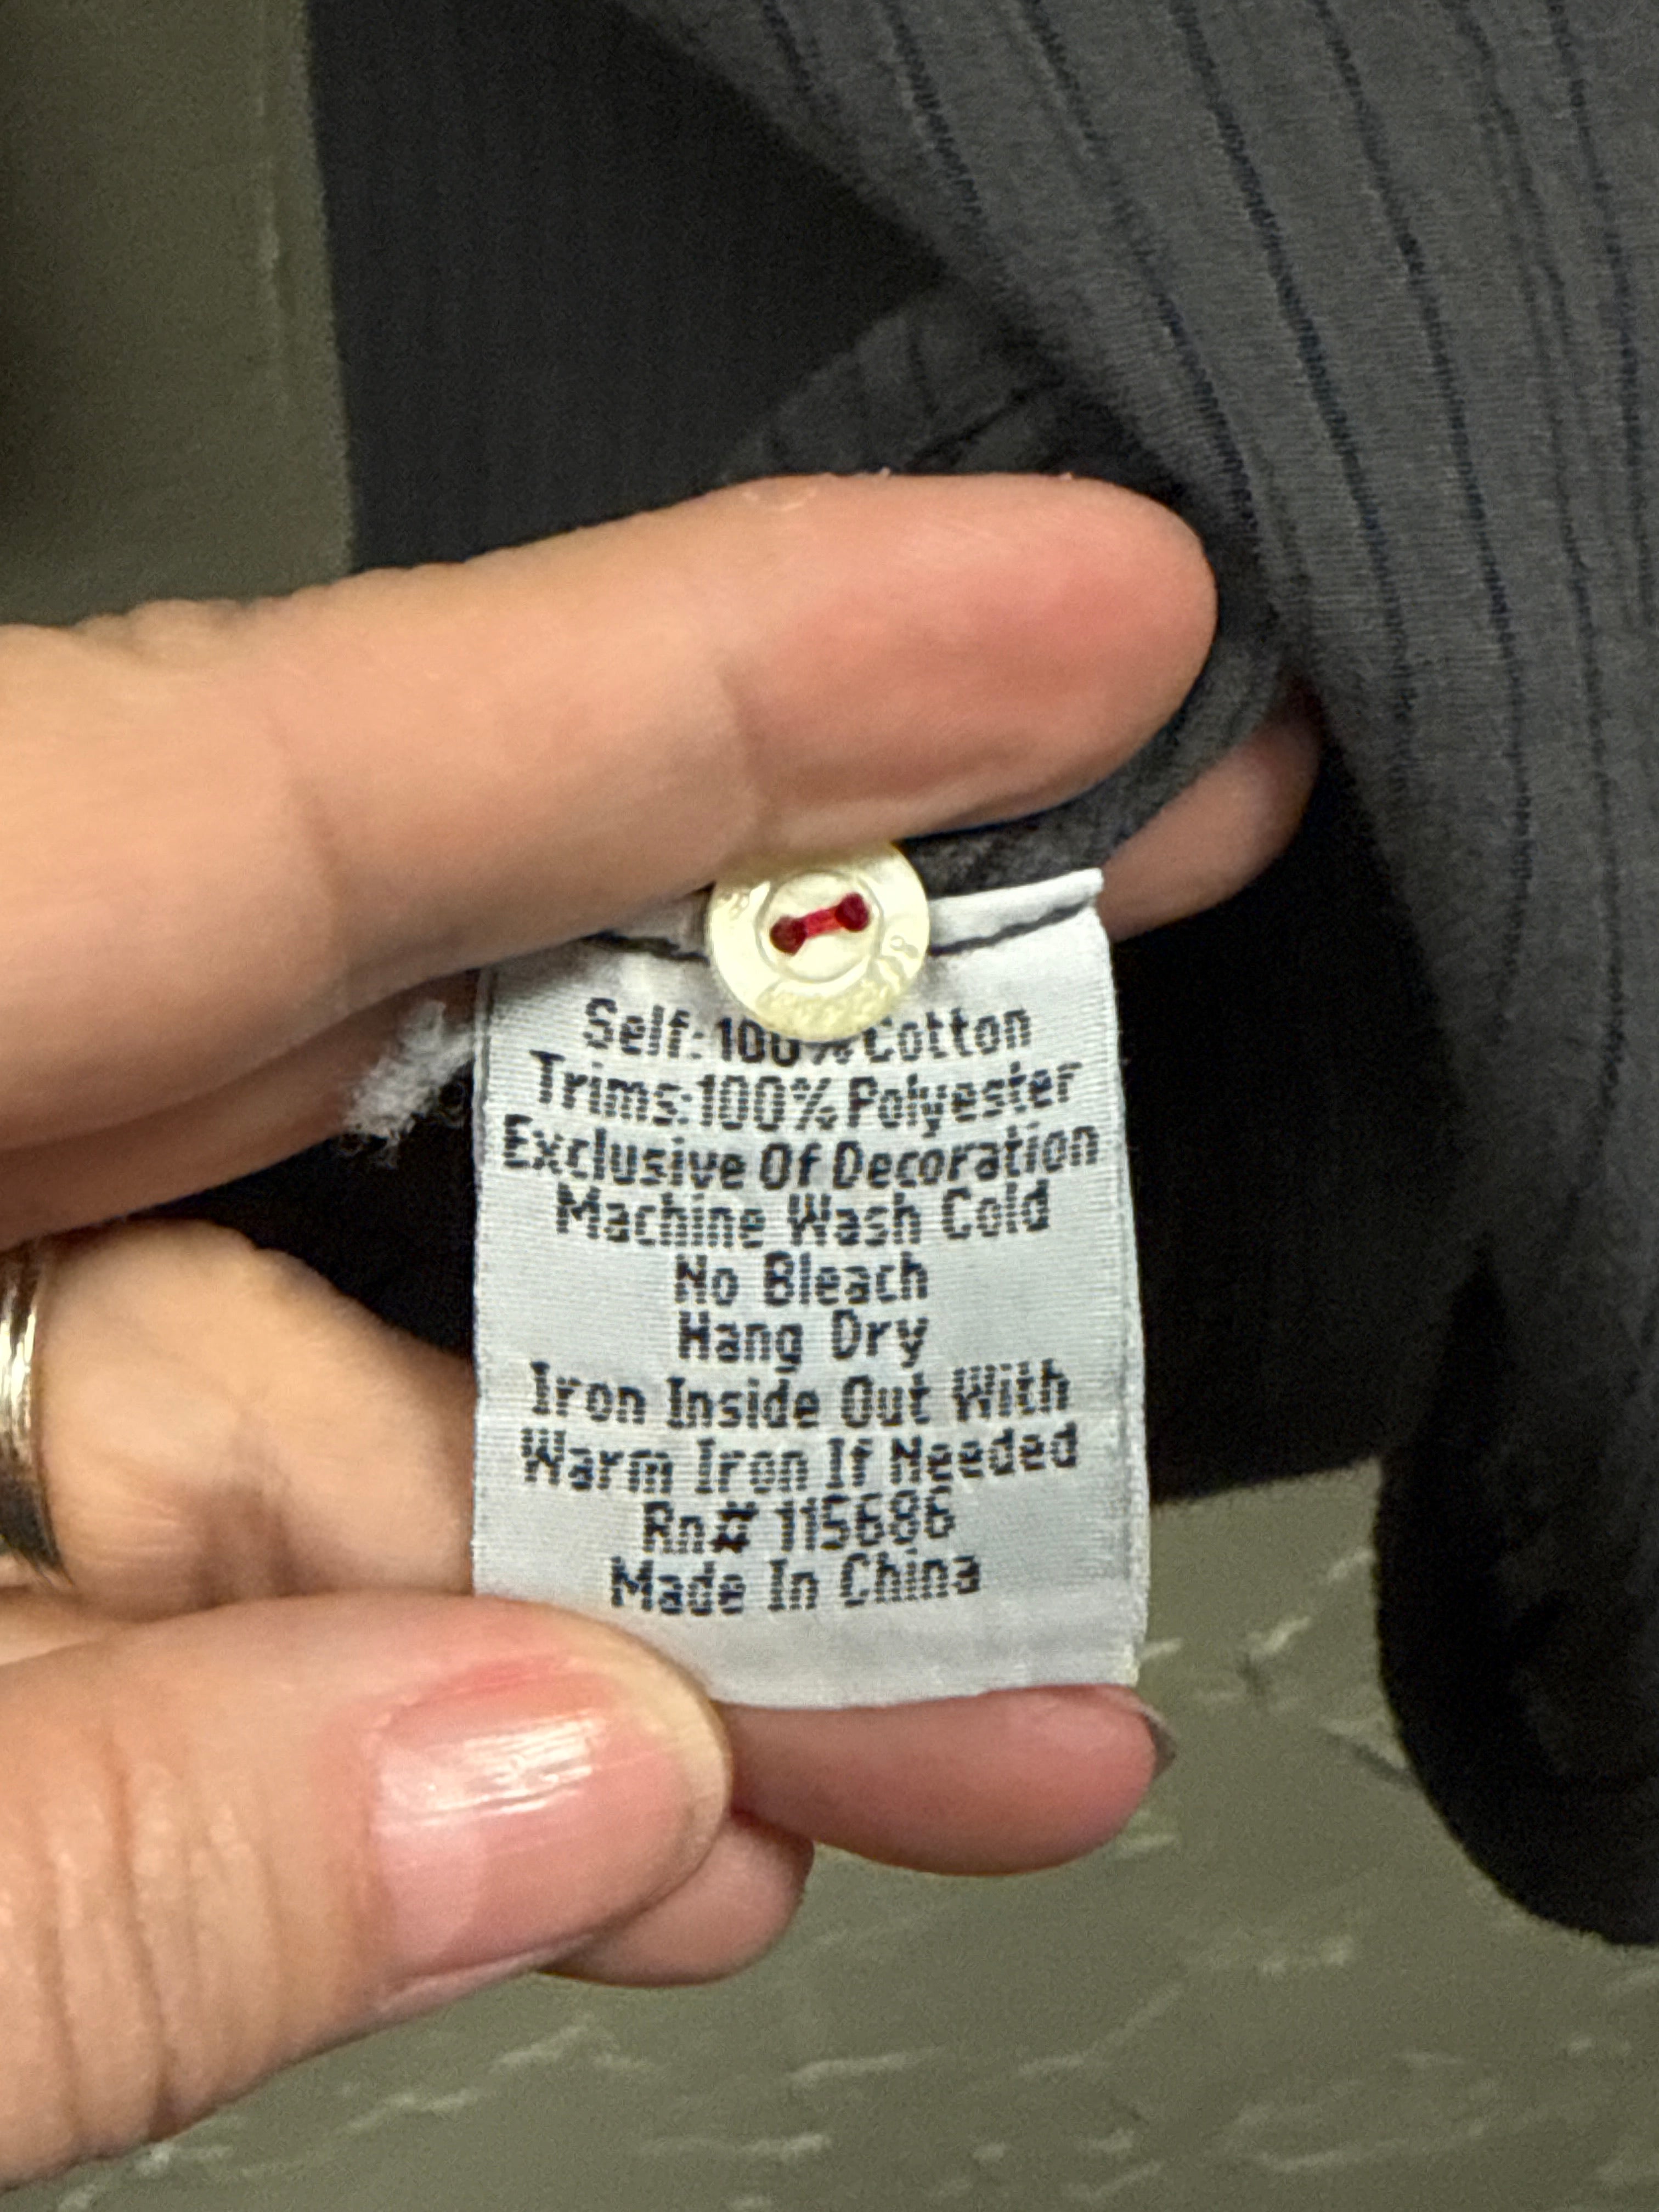 Self: 100% Cotton
Trims:100% Polyester
Exclusive Of Decoration
Machine Wash Cold
No Bleach
Hang Dry
Iron Inside Out With
Warm Iron If Needed
Rn# 115686
Made In China